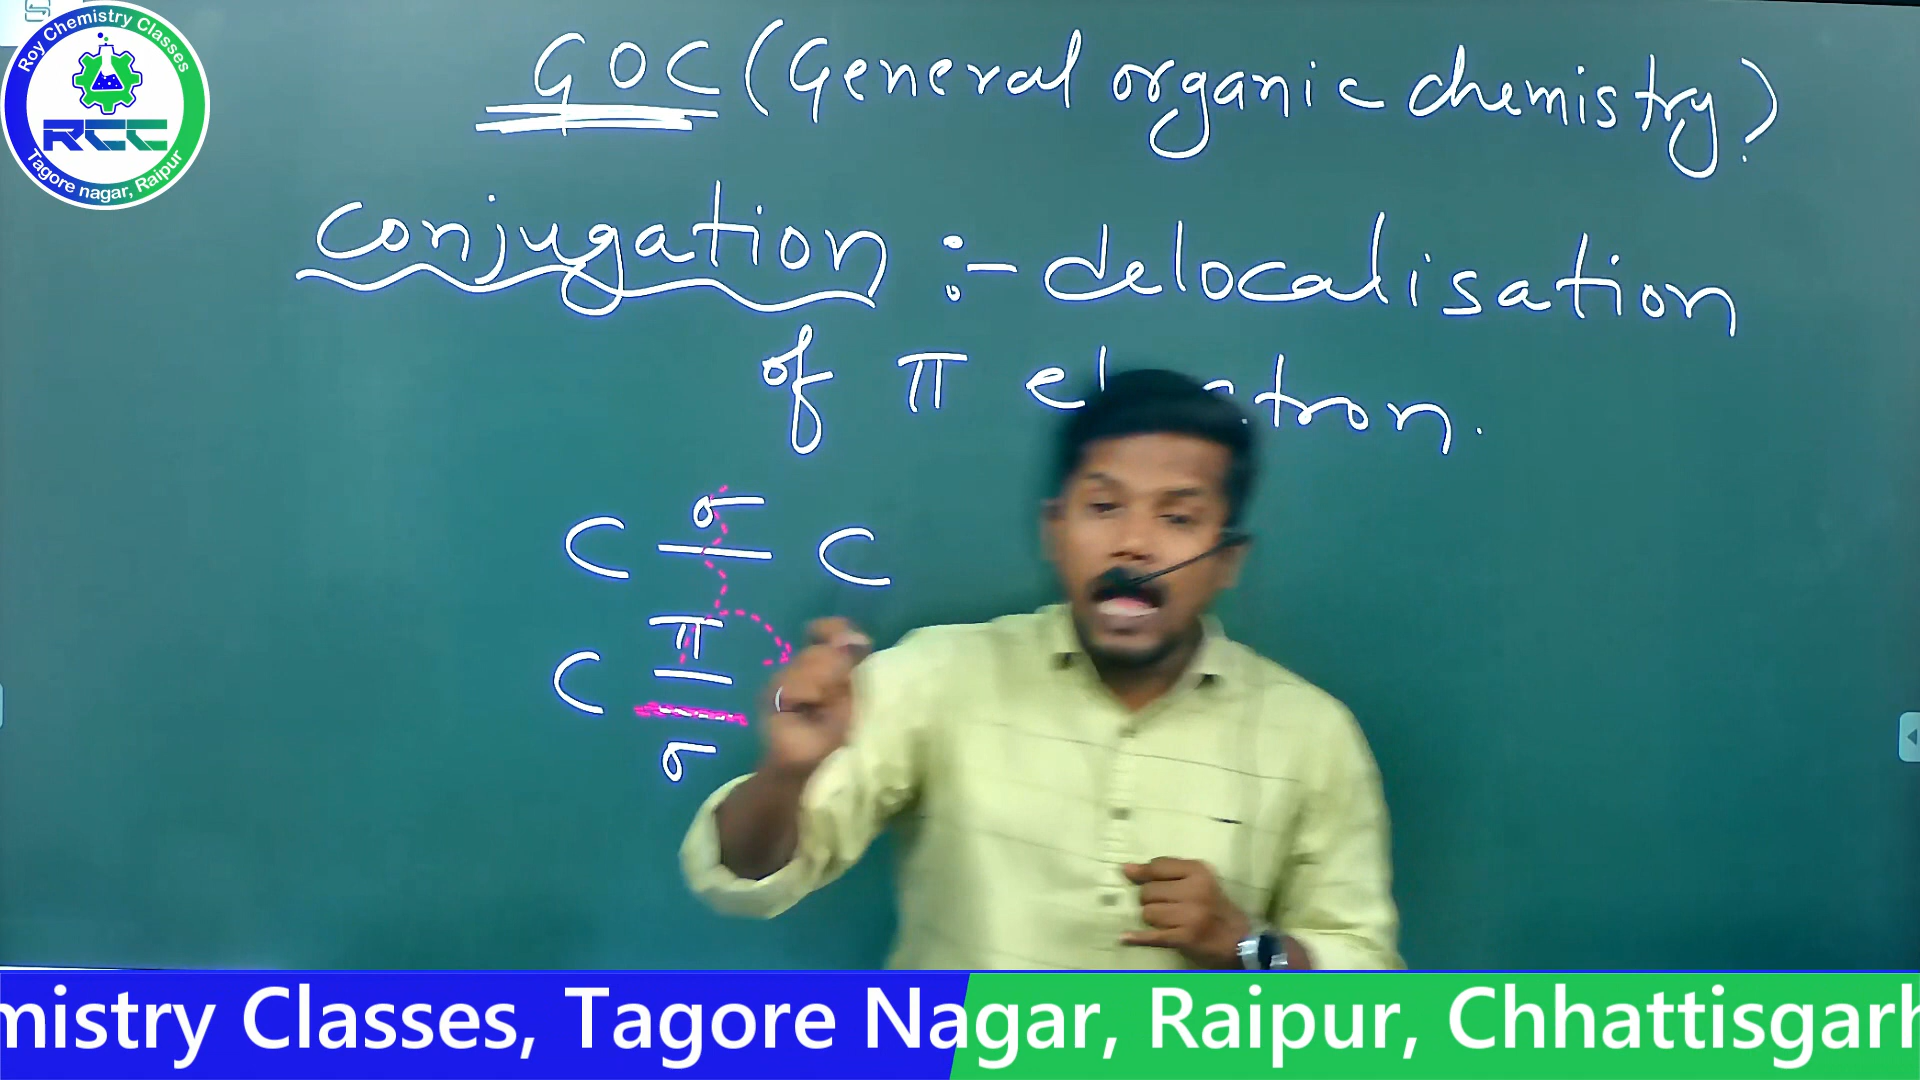 Roy Chemistry Classes
RCC
Tagore nagar, Raipur
GOC (General organic chemistry)
Conjugation :- delocalisation
of π electron.
σ
C — C
π
C
σ
mistry Classes, Tagore Nagar, Raipur, Chhattisgarh